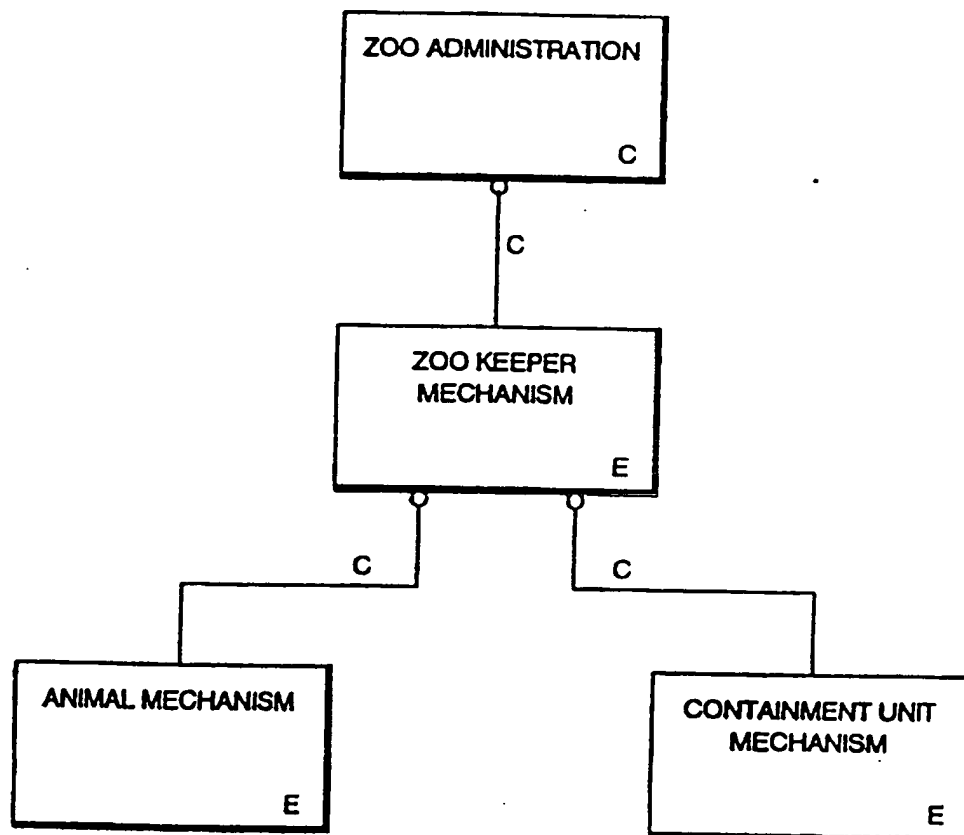 ZOO ADMINISTRATION
C
C
ZOO KEEPER
MECHANISM
E
C
C
ANIMAL MECHANISM
E
CONTAINMENT UNIT
MECHANISM
E